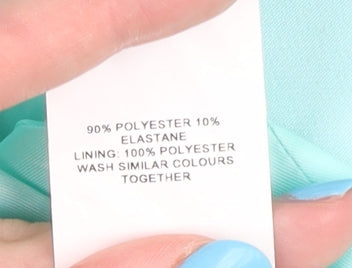 90% POLYESTER 10%
ELASTANE
LINING: 100% POLYESTER
WASH SIMILAR COLOURS
TOGETHER